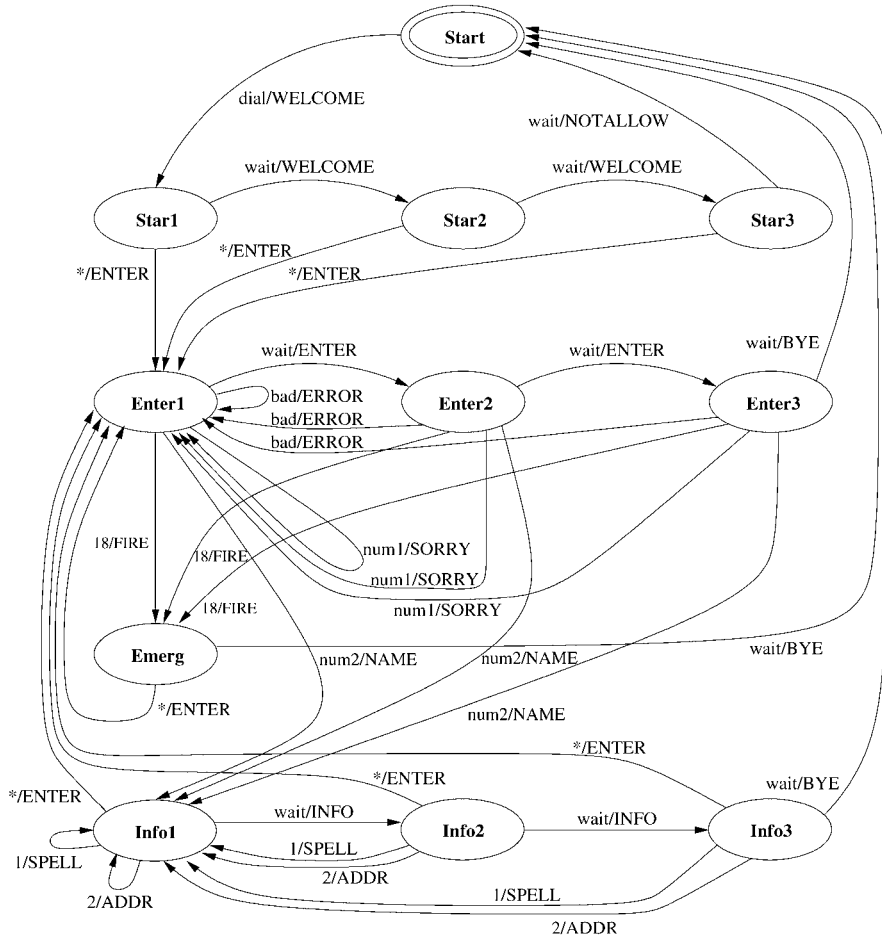 Start
dial/WELCOME
wait/NOTALLOW
wait/WELCOME
wait/WELCOME
Star1
Star2
Star3
*/ENTER
*/ENTER
*/ENTER
wait/BYE
wait/ENTER
wait/ENTER
Enter1
bad/ERROR
bad/ERROR
bad/ERROR
Enter2
Enter3
18/FIRE
18/FIRE
18/FIRE
num1/SORRY
num1/SORRY
num1/SORRY
Emerg
num2/NAME
num2/NAME
wait/BYE
*/ENTER
num2/NAME
*/ENTER
*/ENTER
*/ENTER
wait/BYE
wait/INFO
wait/INFO
Info1
Info2
Info3
1/SPELL
1/SPELL
2/ADDR
2/ADDR
1/SPELL
2/ADDR